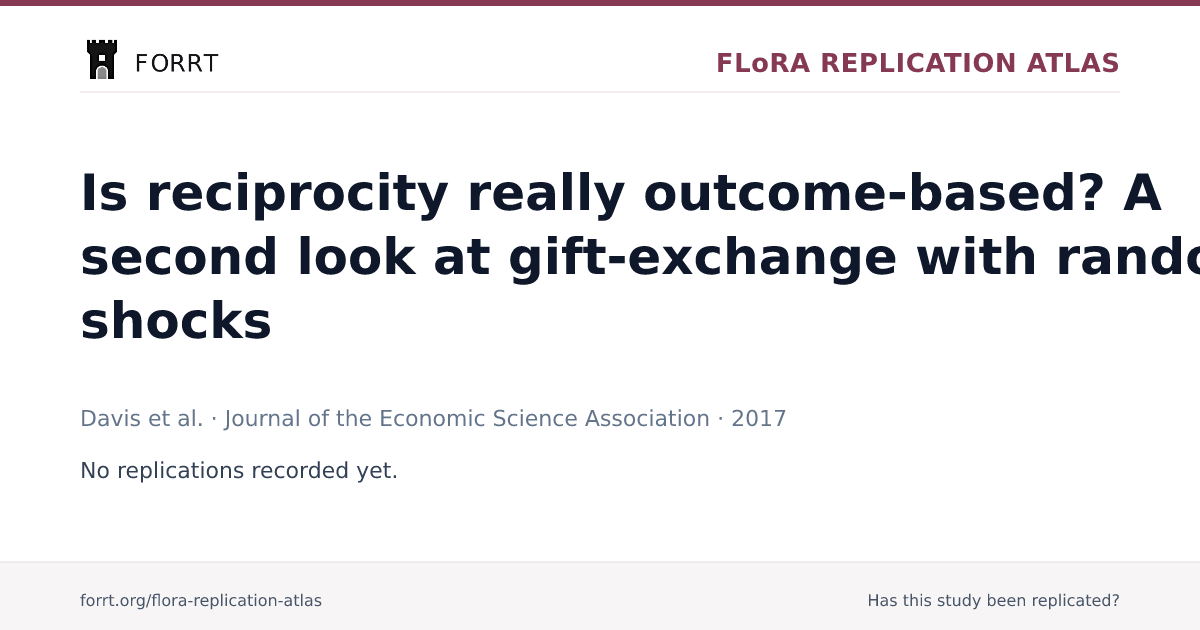 FORRT
FLoRA REPLICATION ATLAS
Is reciprocity really outcome-based? A
second look at gift-exchange with rando
shocks
Davis et al. · Journal of the Economic Science Association · 2017
No replications recorded yet.
forrt.org/flora-replication-atlas
Has this study been replicated?